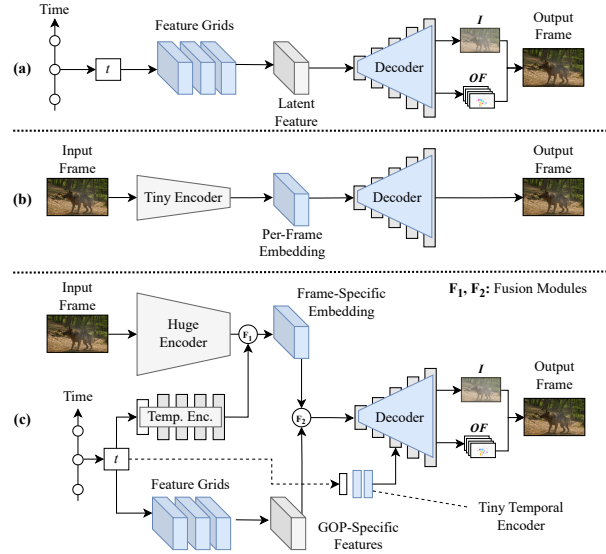 Time
Feature Grids
I
Output
Frame
(a)
t
Decoder
OF
Latent
Feature
Input
Frame
Output
Frame
(b)
Tiny Encoder
Decoder
Per-Frame
Embedding
Input
Frame
Frame-Specific
Embedding
F1, F2: Fusion Modules
Huge
Encoder
F1
I
Output
Frame
Time
(c)
Temp. Enc.
F2
Decoder
OF
t
Feature Grids
GOP-Specific
Features
Tiny Temporal
Encoder